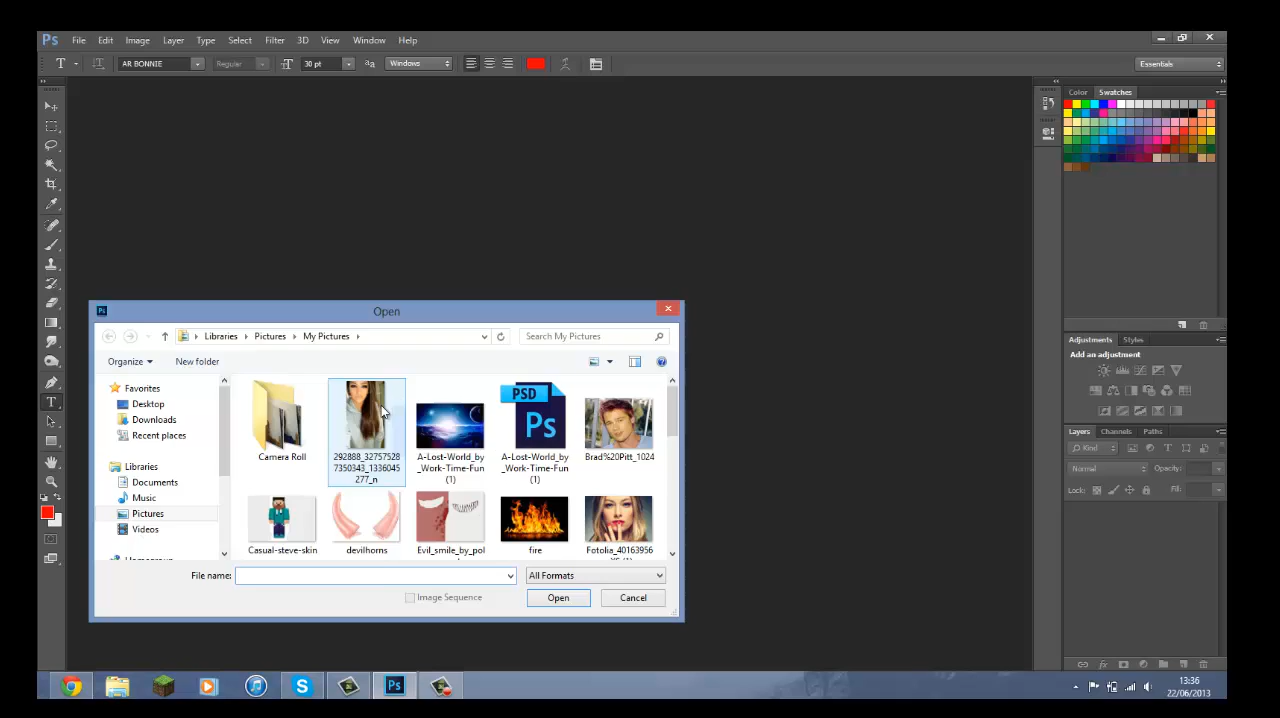 Ps File Edit Image Layer Type Select Filter 3D View Window Help
T AR BONNIE Regular 30 pt aa Windows Essentials
Color Swatches
Open
Libraries Pictures My Pictures Search My Pictures
Organize New folder
Favorites
Desktop
Downloads
Recent places
Libraries
Documents
Music
Pictures
Videos
Camera Roll
292888_32757528
7350343_1336045
277_n
A-Lost-World_by
_Work-Time-Fun
(1)
PSD
Ps
A-Lost-World_by
_Work-Time-Fun
(1)
Brad%20Pitt_1024
Casual-steve-skin
devilhorns
Evil_smile_by_pol
fire
Fotolia_40163956
File name: All Formats
Image Sequence Open Cancel
Adjustments Styles
Add an adjustment
Layers Channels Paths
Kind
Normal Opacity:
Lock: Fill:
Ps
13:36
22/06/2013